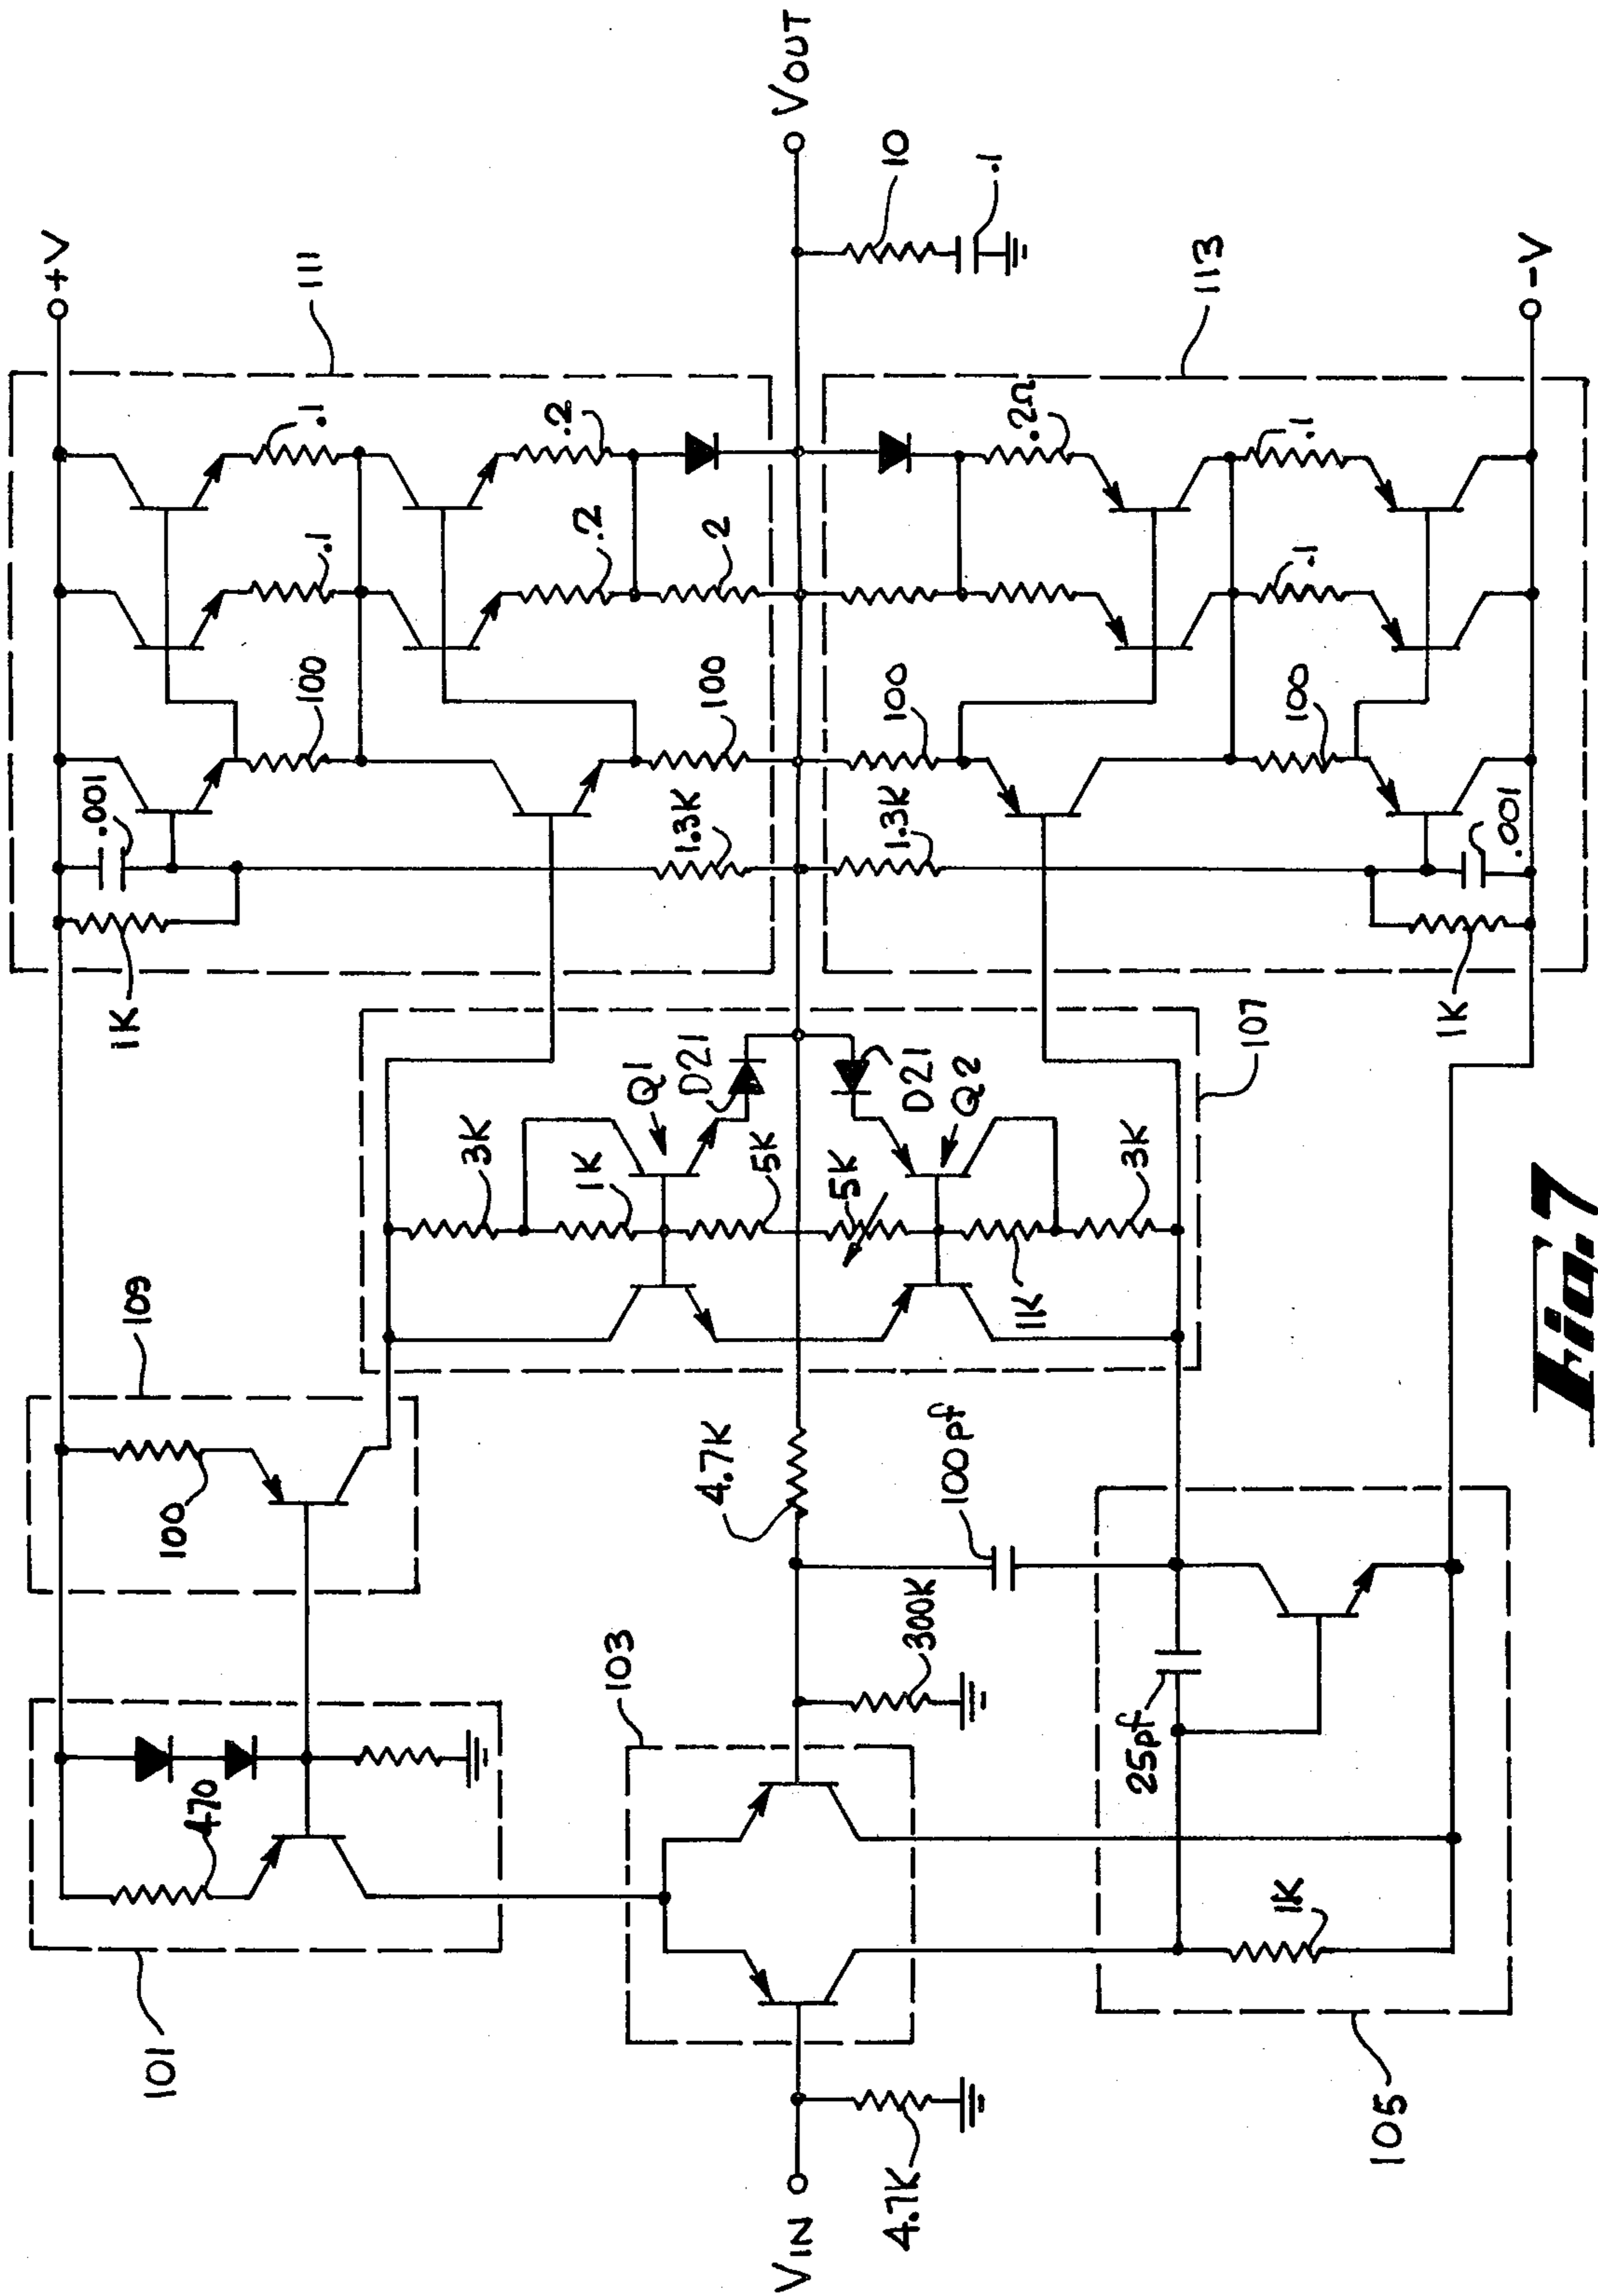 +V
111
.1
.1
100
.001
1K
.2
.2
.2
100
1.3K
VOUT
10
.1
109
100
101
470
3K
1K
Q1
D21
5K
5K
D21
Q2
1K
3K
107
103
4.7K
300K
100pf
VIN
4.7K
105
25pf
1K
1.3K
100
.2Ω
.1
.1
100
.001
1K
113
-V
Fig. 7